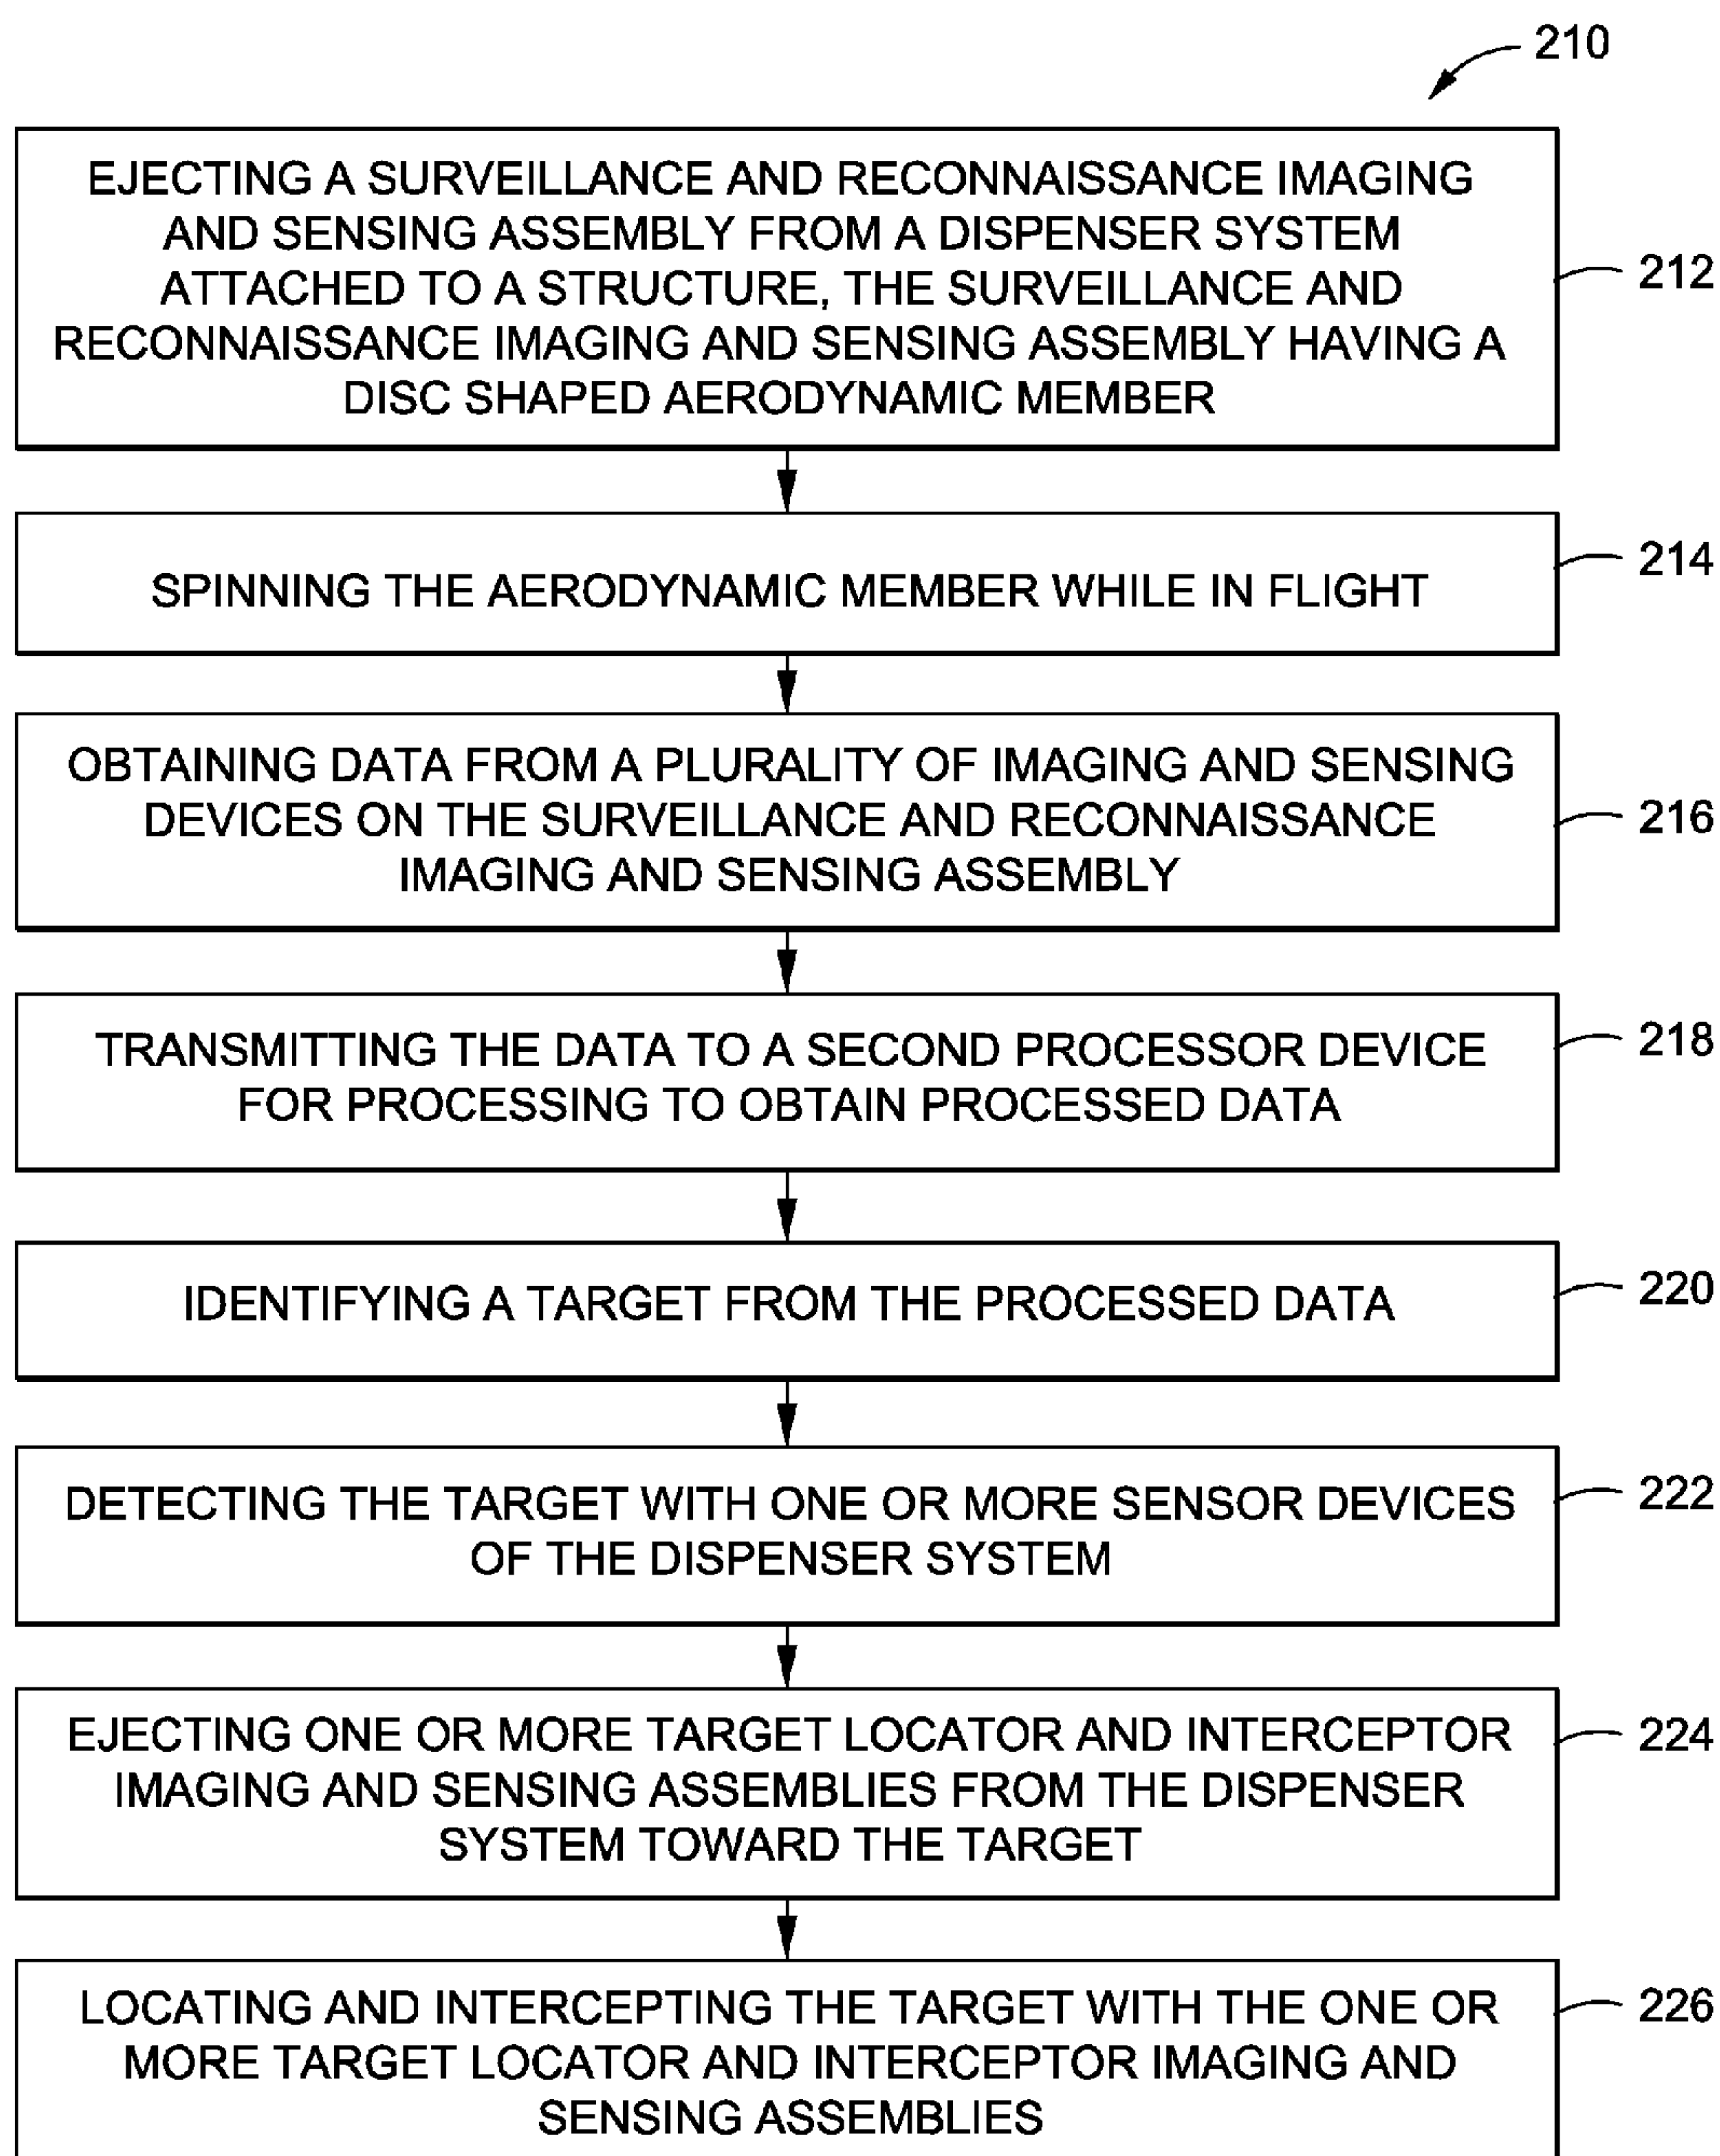 210
EJECTING A SURVEILLANCE AND RECONNAISSANCE IMAGING
AND SENSING ASSEMBLY FROM A DISPENSER SYSTEM
ATTACHED TO A STRUCTURE, THE SURVEILLANCE AND
RECONNAISSANCE IMAGING AND SENSING ASSEMBLY HAVING A
DISC SHAPED AERODYNAMIC MEMBER
212
SPINNING THE AERODYNAMIC MEMBER WHILE IN FLIGHT
214
OBTAINING DATA FROM A PLURALITY OF IMAGING AND SENSING
DEVICES ON THE SURVEILLANCE AND RECONNAISSANCE
IMAGING AND SENSING ASSEMBLY
216
TRANSMITTING THE DATA TO A SECOND PROCESSOR DEVICE
FOR PROCESSING TO OBTAIN PROCESSED DATA
218
IDENTIFYING A TARGET FROM THE PROCESSED DATA
220
DETECTING THE TARGET WITH ONE OR MORE SENSOR DEVICES
OF THE DISPENSER SYSTEM
222
EJECTING ONE OR MORE TARGET LOCATOR AND INTERCEPTOR
IMAGING AND SENSING ASSEMBLIES FROM THE DISPENSER
SYSTEM TOWARD THE TARGET
224
LOCATING AND INTERCEPTING THE TARGET WITH THE ONE OR
MORE TARGET LOCATOR AND INTERCEPTOR IMAGING AND
SENSING ASSEMBLIES
226